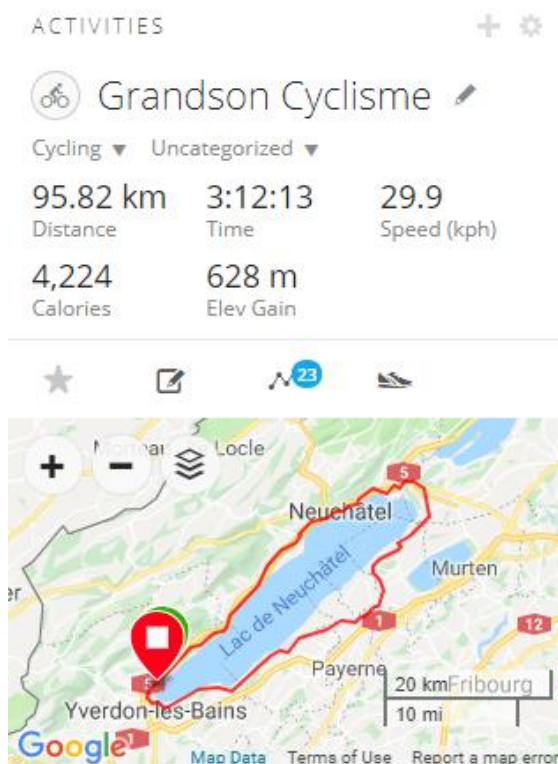 ACTIVITIES
Grandson Cyclisme
Cycling ▼ Uncategorized ▼
95.82 km 3:12:13 29.9
Distance Time Speed (kph)
4,224 628 m
Calories Elev Gain
23
+ − Locle
5
Neuchâtel
Lac de Neuchâtel
Murten
1
12
Payerne
5
20 km Fribourg
10 mi
Yverdon-les-Bains
1
Google Map Data Terms of Use Report a map error